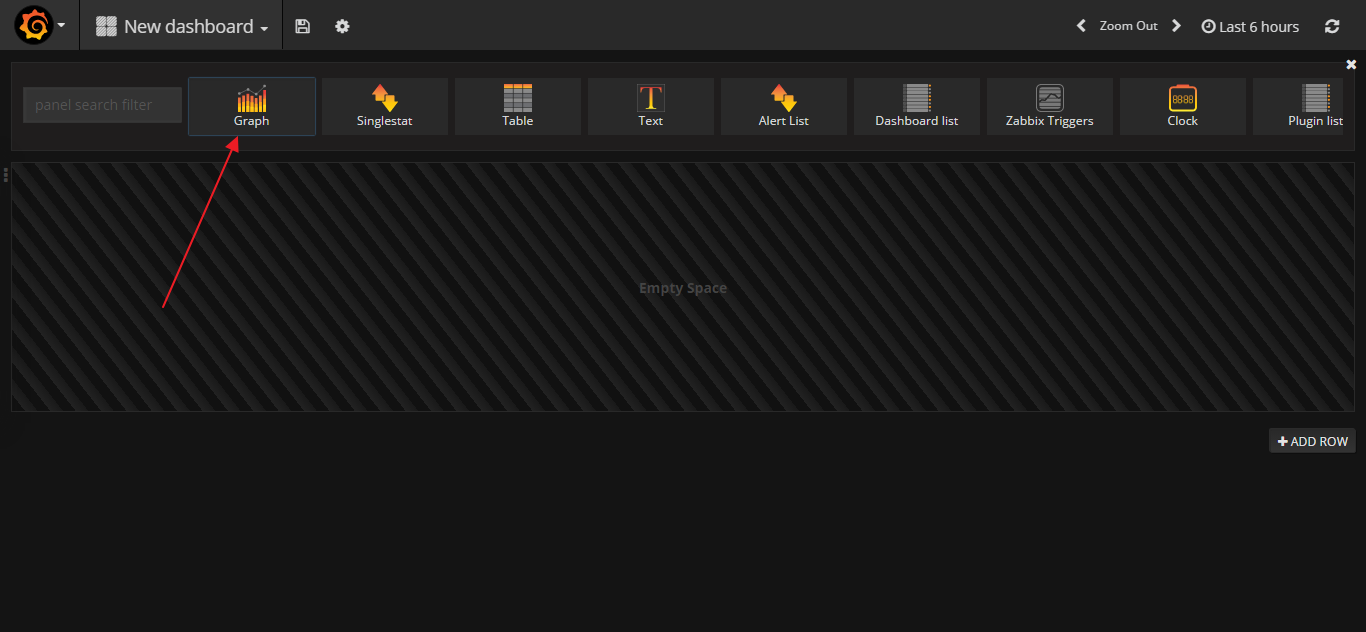 New dashboard
Zoom Out
Last 6 hours
panel search filter
Graph
Singlestat
Table
T
Text
Alert List
Dashboard list
Zabbix Triggers
8888
Clock
Plugin list
Empty Space
ADD ROW